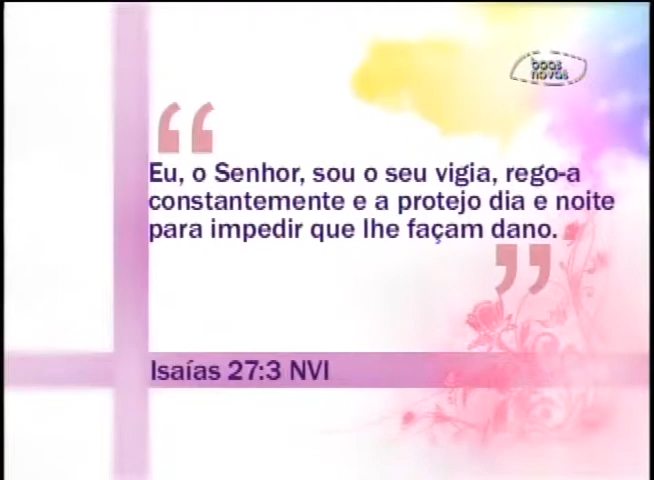 boas
novas
“
Eu, o Senhor, sou o seu vigia, rego-a
constantemente e a protejo dia e noite
para impedir que lhe façam dano.
”
Isaías 27:3 NVI